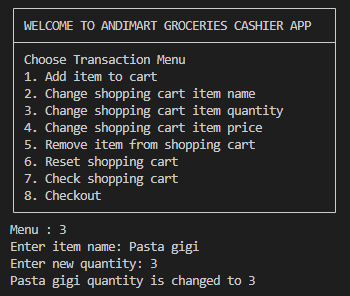 WELCOME TO ANDIMART GROCERIES CASHIER APP
Choose Transaction Menu
1. Add item to cart
2. Change shopping cart item name
3. Change shopping cart item quantity
4. Change shopping cart item price
5. Remove item from shopping cart
6. Reset shopping cart
7. Check shopping cart
8. Checkout
Menu : 3
Enter item name: Pasta gigi
Enter new quantity: 3
Pasta gigi quantity is changed to 3